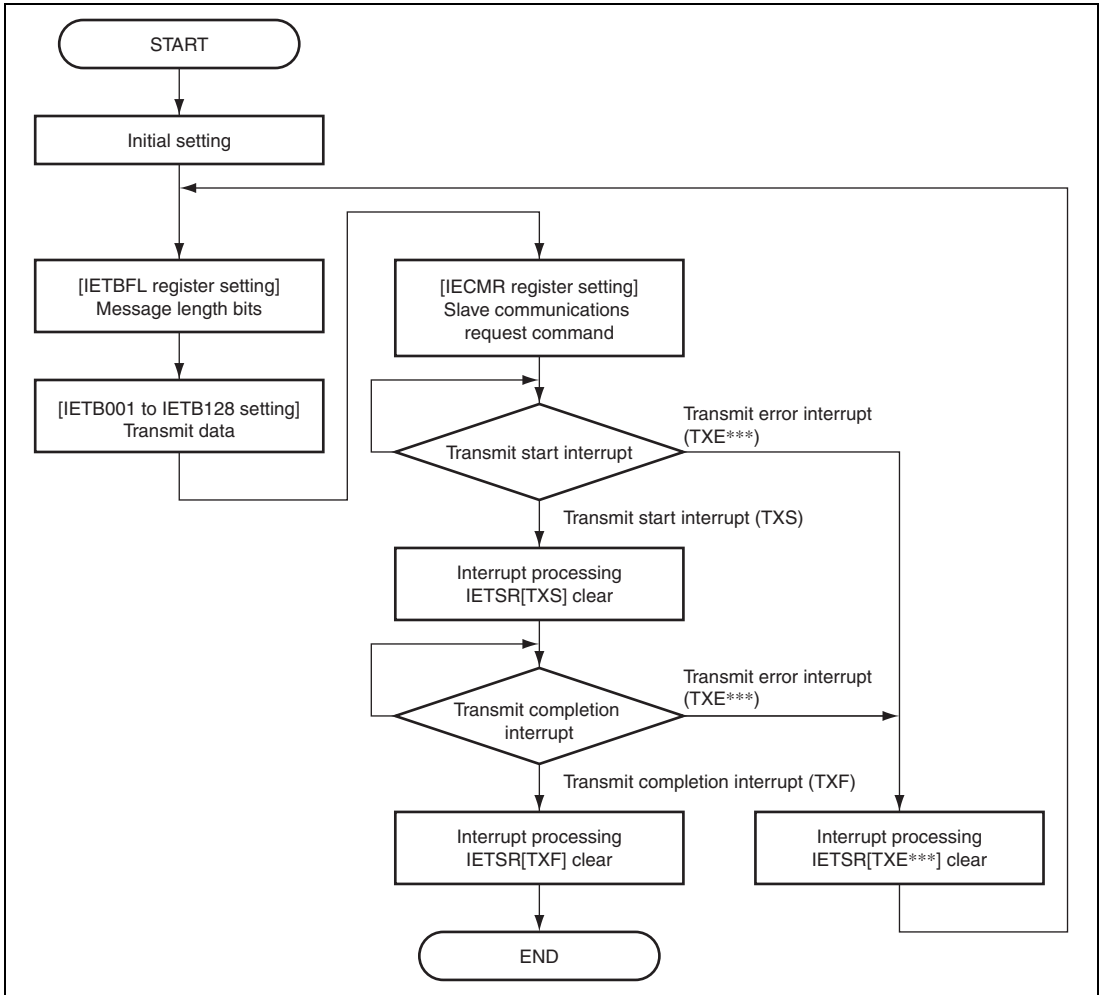 START
Initial setting
[IETBFL register setting]
Message length bits
[IETB001 to IETB128 setting]
Transmit data
[IECMR register setting]
Slave communications
request command
Transmit start interrupt
Transmit error interrupt
(TXE***)
Transmit start interrupt (TXS)
Interrupt processing
IETSR[TXS] clear
Transmit completion
interrupt
Transmit error interrupt
(TXE***)
Transmit completion interrupt (TXF)
Interrupt processing
IETSR[TXF] clear
Interrupt processing
IETSR[TXE***] clear
END